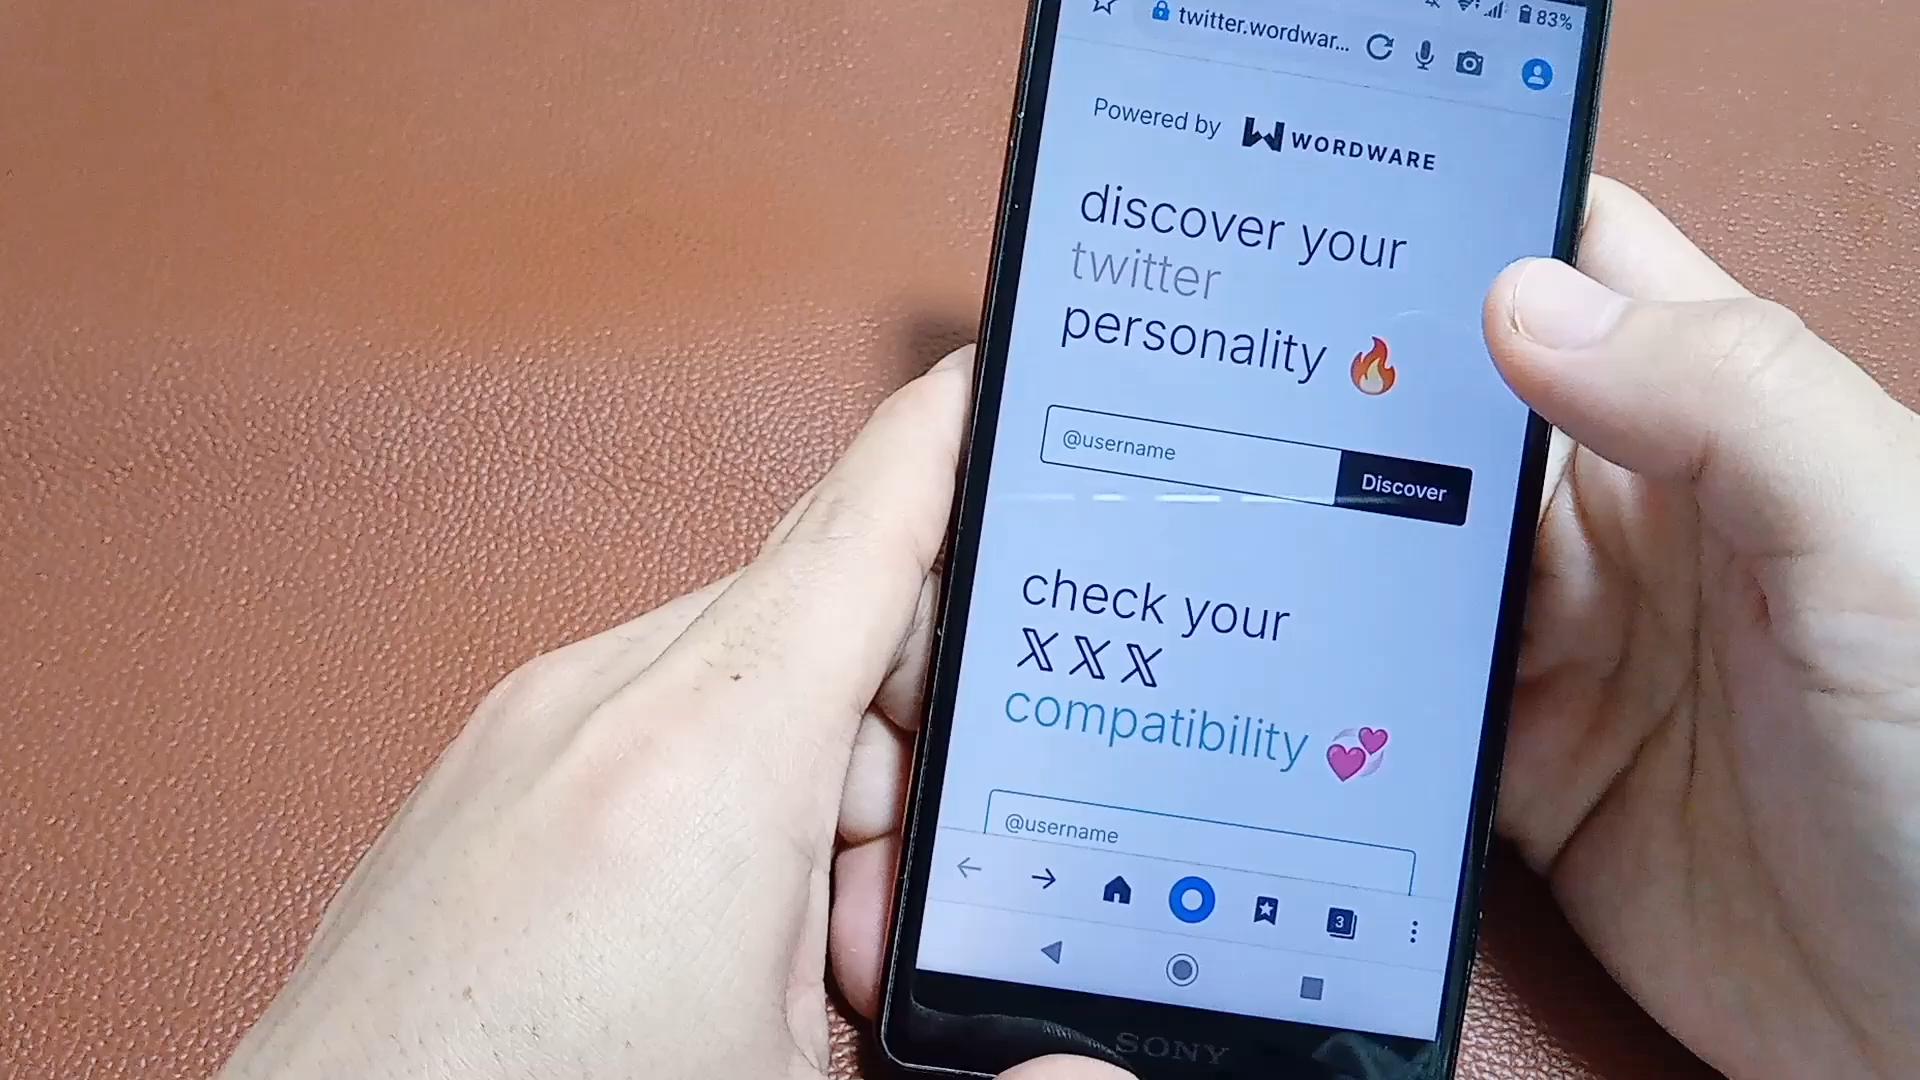 83%
twitter.wordwar...
Powered by WORDWARE
discover your
twitter
personality
@username
Discover
check your
𝕏 𝕏 𝕏
compatibility
@username
3
SONY